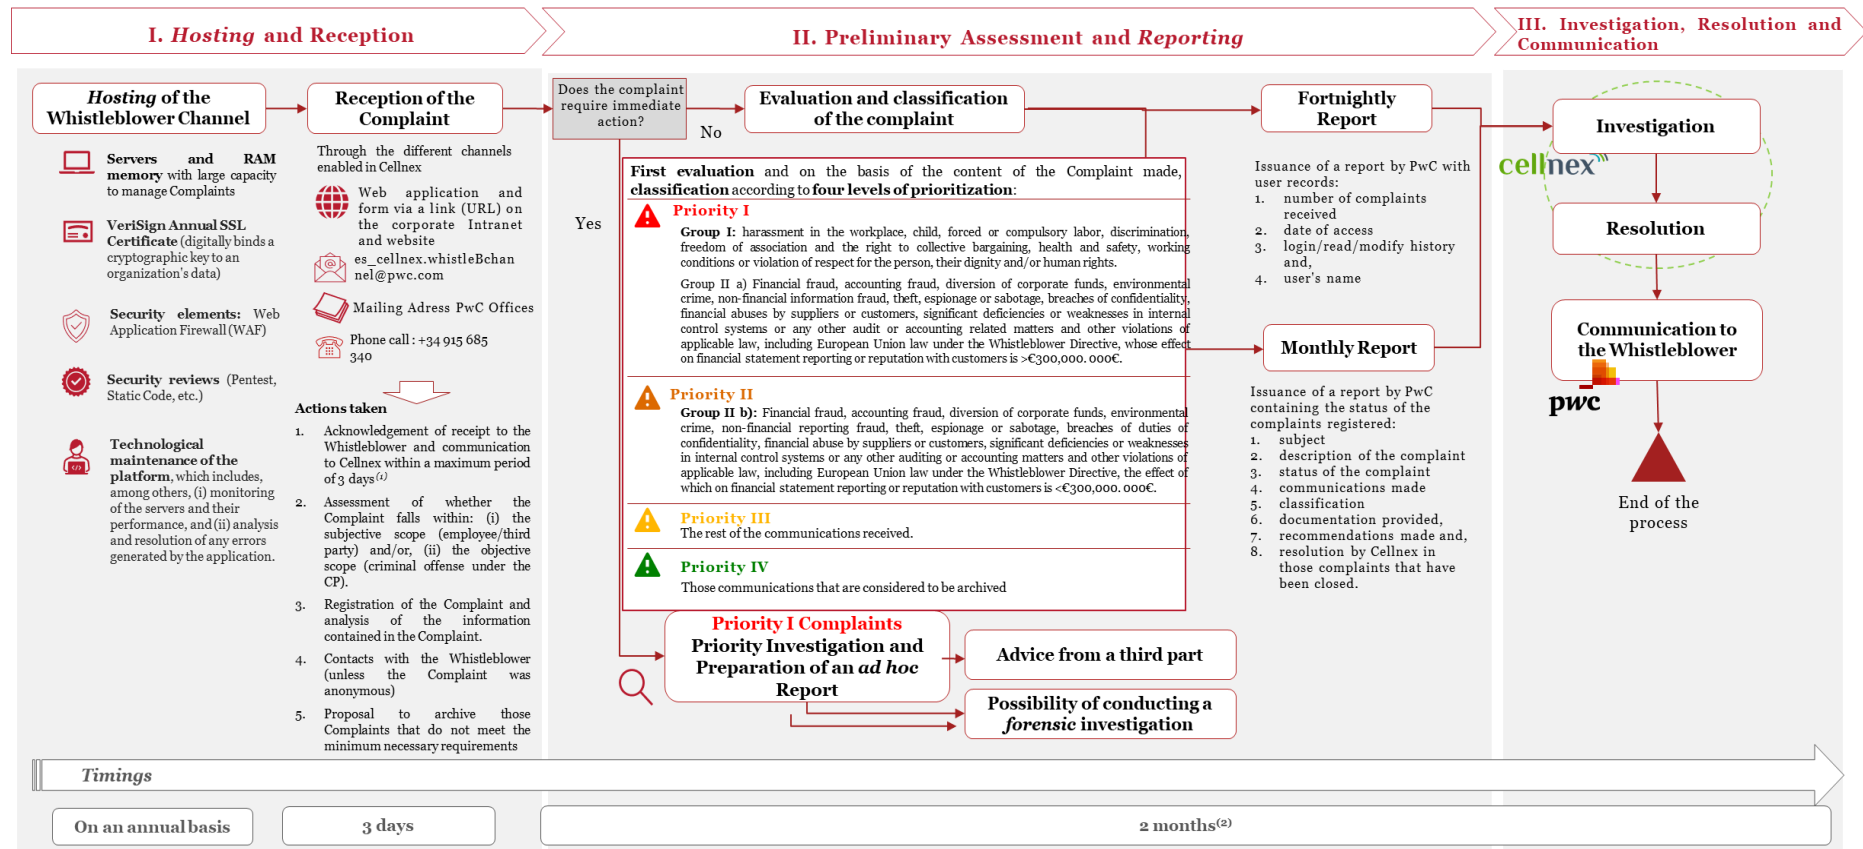 I. Hosting and Reception
II. Preliminary Assessment and Reporting
III. Investigation, Resolution and
Communication
Hosting of the
Whistleblower Channel
Servers and RAM
memory with large capacity
to manage Complaints
VeriSign Annual SSL
Certificate (digitally binds a
cryptographic key to an
organization's data)
Security elements: Web
Application Firewall (WAF)
Security reviews (Pentest,
Static Code, etc.)
Technological
maintenance of the
platform, which includes,
among others, (i) monitoring
of the servers and their
performance, and (ii) analysis
and resolution of any errors
generated by the application.
Reception of the
Complaint
Through the different channels
enabled in Cellnex
Web application and
form via a link (URL) on
the corporate Intranet
and website
es_cellnex.whistleBchan
nel@pwc.com
Mailing Adress PwC Offices
Phone call : +34 915 685
340
Actions taken
1. Acknowledgement of receipt to the
Whistleblower and communication
to Cellnex within a maximum period
of 3 days(1)
2. Assessment of whether the
Complaint falls within: (i) the
subjective scope (employee/third
party) and/or, (ii) the objective
scope (criminal offense under the
CP).
3. Registration of the Complaint and
analysis of the information
contained in the Complaint.
4. Contacts with the Whistleblower
(unless the Complaint was
anonymous)
5. Proposal to archive those
Complaints that do not meet the
minimum necessary requirements
Does the complaint
require immediate
action?
No
Yes
Evaluation and classification
of the complaint
First evaluation and on the basis of the content of the Complaint made,
classification according to four levels of prioritization:
Priority I
Group I: harassment in the workplace, child, forced or compulsory labor, discrimination,
freedom of association and the right to collective bargaining, health and safety, working
conditions or violation of respect for the person, their dignity and/or human rights.
Group II a) Financial fraud, accounting fraud, diversion of corporate funds, environmental
crime, non-financial information fraud, theft, espionage or sabotage, breaches of confidentiality,
financial abuses by suppliers or customers, significant deficiencies or weaknesses in internal
control systems or any other audit or accounting related matters and other violations of
applicable law, including European Union law under the Whistleblower Directive, whose effect
on financial statement reporting or reputation with customers is >€300,000. 000€.
Priority II
Group II b): Financial fraud, accounting fraud, diversion of corporate funds, environmental
crime, non-financial reporting fraud, theft, espionage or sabotage, breaches of duties of
confidentiality, financial abuse by suppliers or customers, significant deficiencies or weaknesses
in internal control systems or any other auditing or accounting matters and other violations of
applicable law, including European Union law under the Whistleblower Directive, the effect of
which on financial statement reporting or reputation with customers is <€300,000. 000€.
Priority III
The rest of the communications received.
Priority IV
Those communications that are considered to be archived
Priority I Complaints
Priority Investigation and
Preparation of an ad hoc
Report
Advice from a third part
Possibility of conducting a
forensic investigation
Fortnightly
Report
Issuance of a report by PwC with
user records:
1. number of complaints
received
2. date of access
3. login/read/modify history
and,
4. user's name
Monthly Report
Issuance of a report by PwC
containing the status of the
complaints registered:
1. subject
2. description of the complaint
3. status of the complaint
4. communications made
5. classification
6. documentation provided,
7. recommendations made and,
8. resolution by Cellnex in
those complaints that have
been closed.
Investigation
cellnex
Resolution
Communication to
the Whistleblower
pwc
End of the
process
Timings
On an annual basis
3 days
2 months(2)